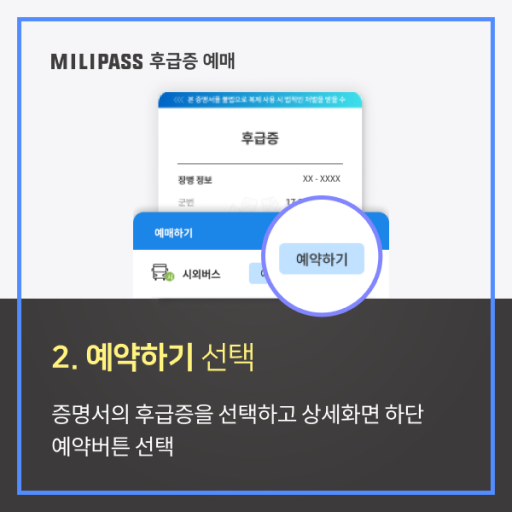 MILIPASS 후급증 예매
본 증명서를 불법으로 복제 사용 시 법적인 처벌을 받을 수
후급증
장병 정보
XX - XXXX
군번
예매하기
시외버스
예약하기
2. 예약하기 선택
증명서의 후급증을 선택하고 상세화면 하단
예약버튼 선택